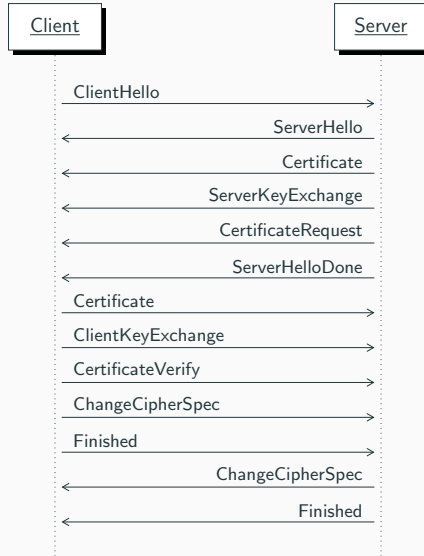 Client
Server
ClientHello
ServerHello
Certificate
ServerKeyExchange
CertificateRequest
ServerHelloDone
Certificate
ClientKeyExchange
CertificateVerify
ChangeCipherSpec
Finished
ChangeCipherSpec
Finished